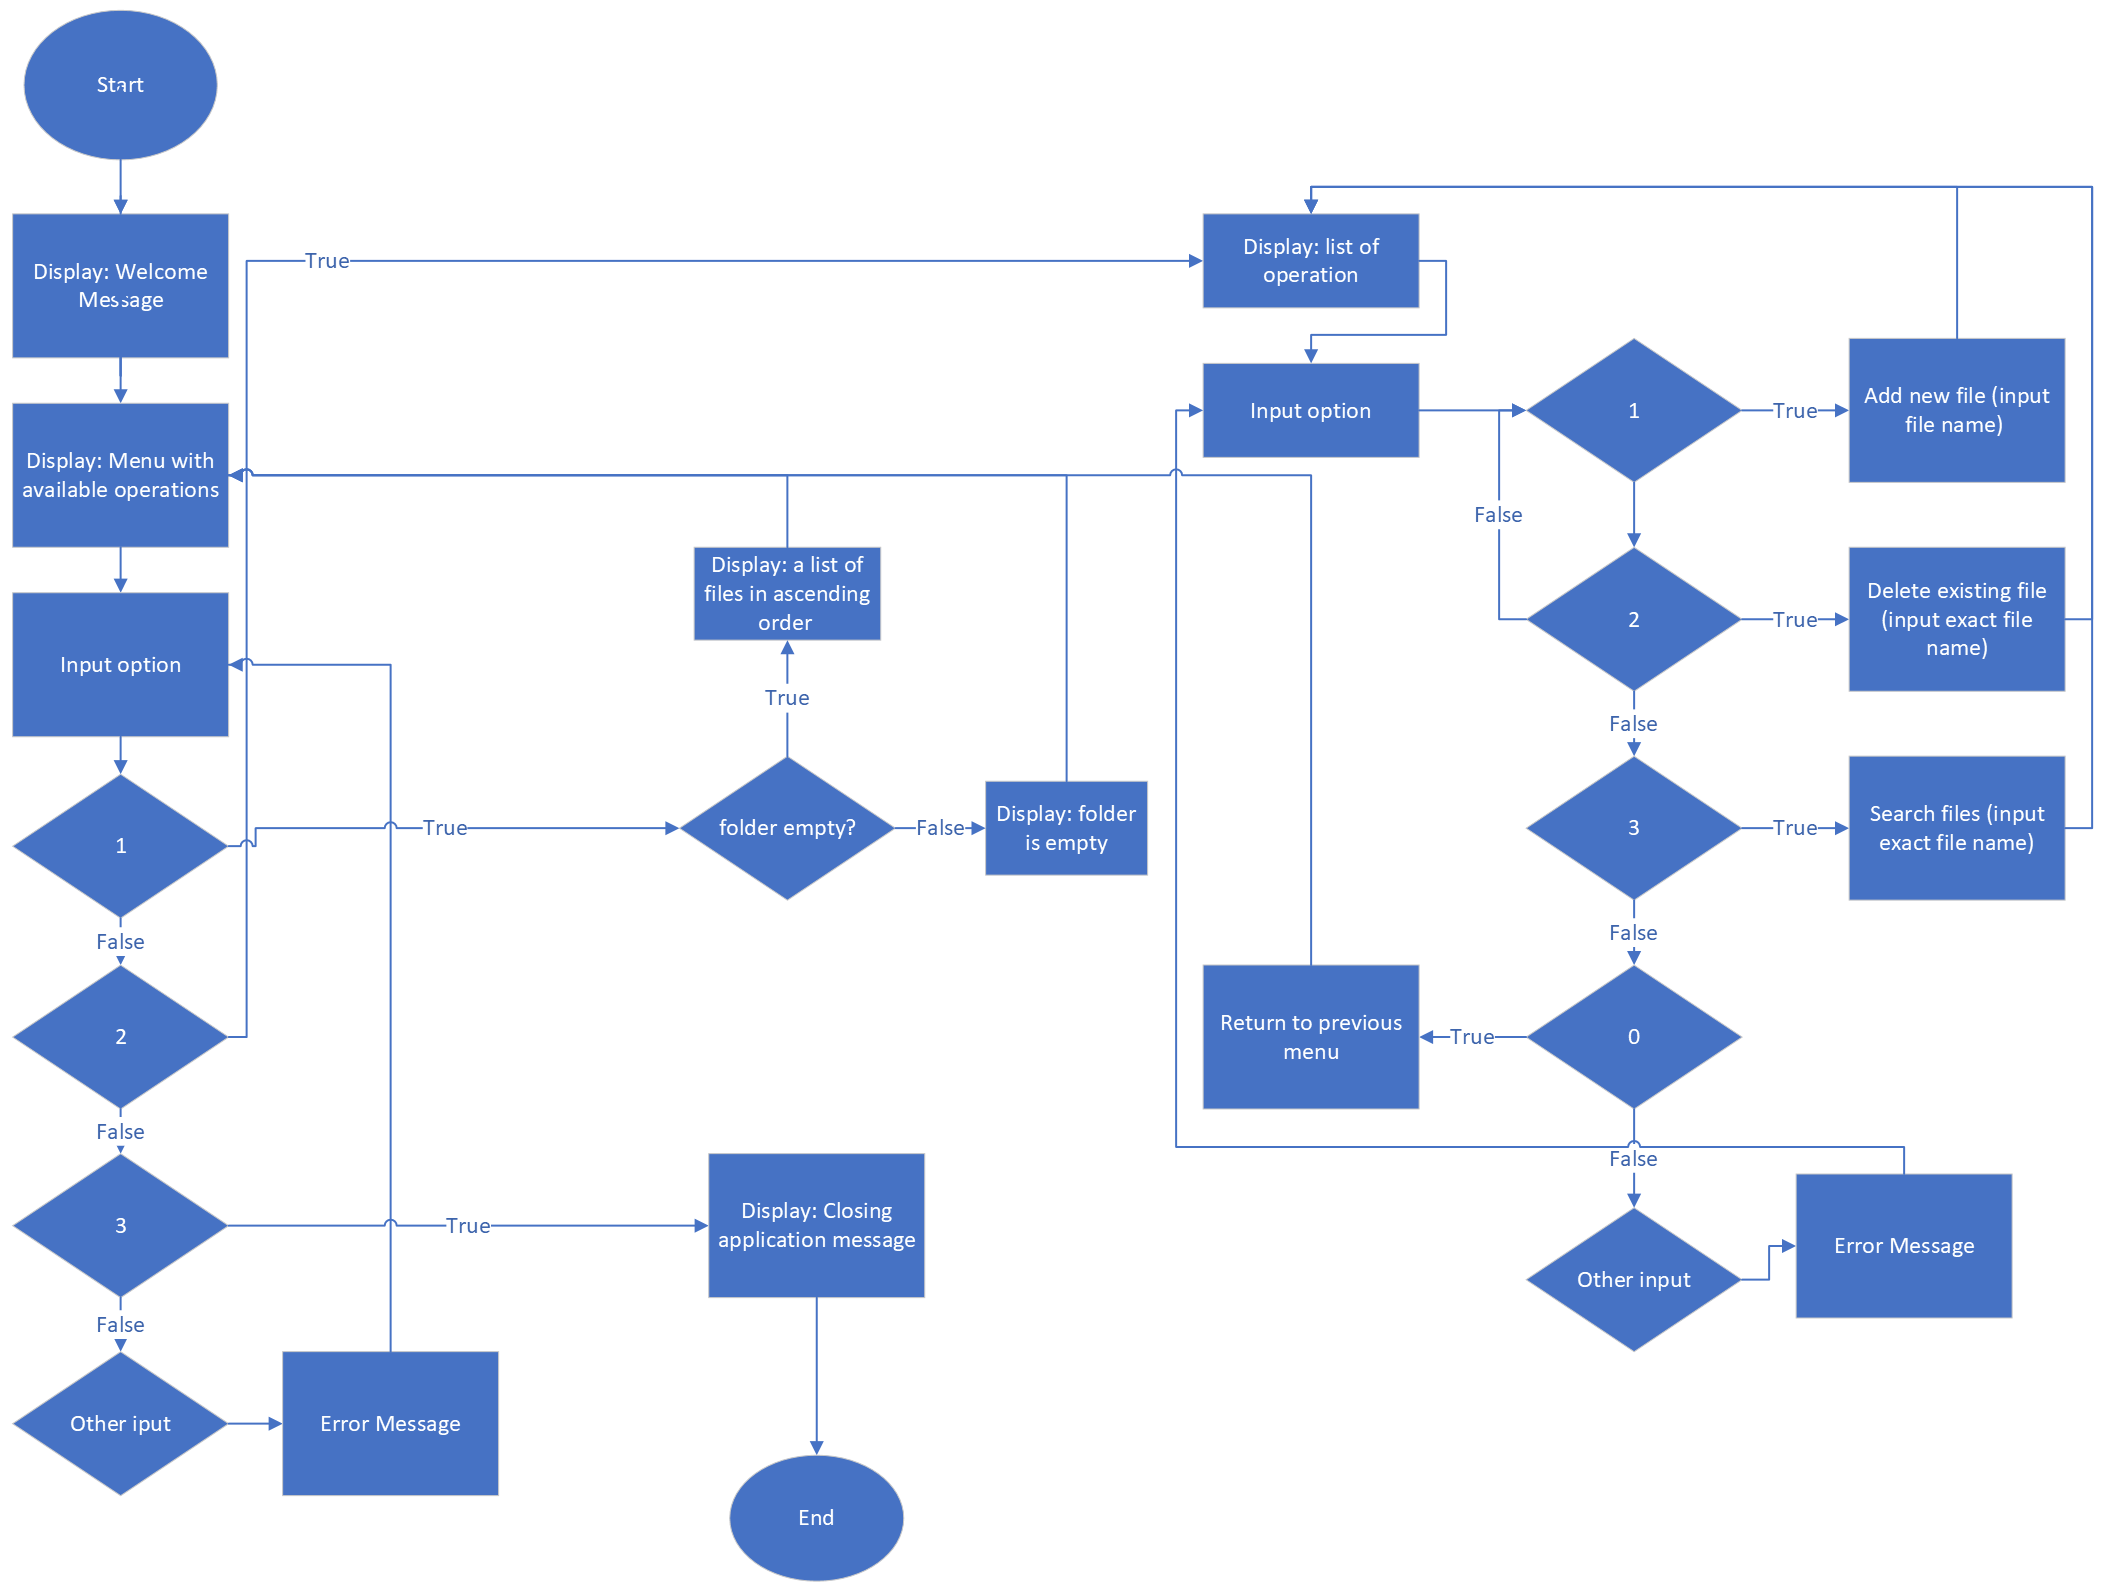 Start
Display: Welcome
Message
True
Display: Menu with
available operations
Input option
1
True
False
2
False
3
True
False
Other iput
Error Message
Display: a list of
files in ascending
order
True
folder empty?
False
Display: folder
is empty
Display: Closing
application message
End
Display: list of
operation
Input option
1
True
Add new file (input
file name)
False
2
True
Delete existing file
(input exact file
name)
False
3
True
Search files (input
exact file name)
False
0
True
Return to previous
menu
False
Other input
Error Message